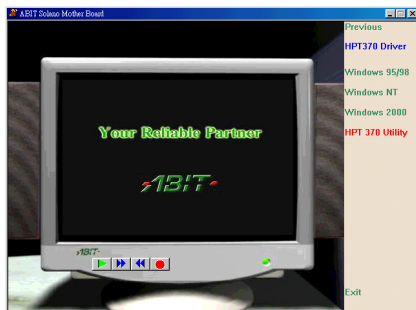 ABIT Solano Mother Board
Previous
HPT370 Driver
Windows 95/98
Windows NT
Windows 2000
HPT 370 Utility
Your Reliable Partner
ABIT
ABIT
Exit